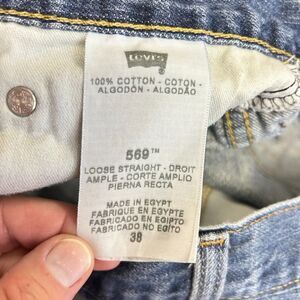 Levi's
100% COTTON - COTON -
ALGODÓN - ALGODÃO
569™
LOOSE STRAIGHT - DROIT
AMPLE - CORTE AMPLIO
PIERNA RECTA
MADE IN EGYPT
FABRIQUE EN EGYPTE
FABRICADO EN EGIPTO
FABRICADO NO EGITO
38